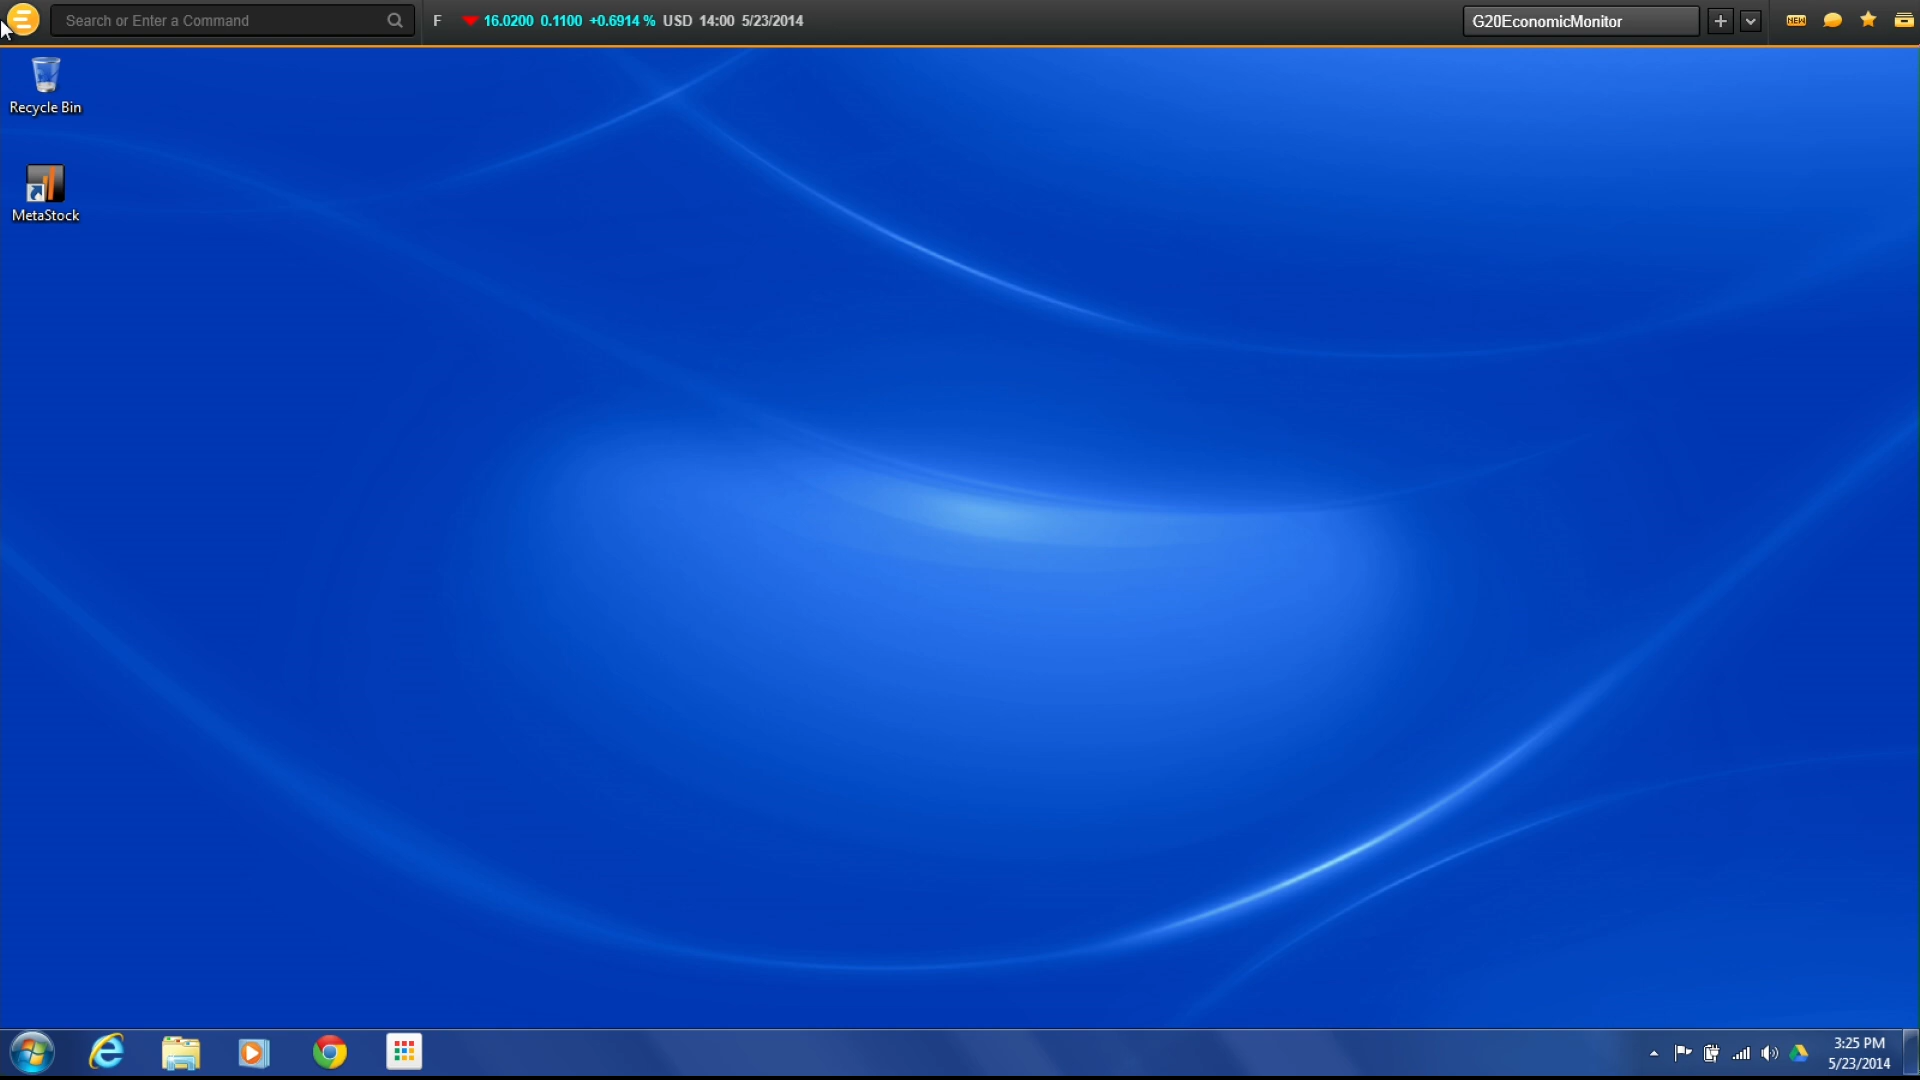 Search or Enter a Command
F 16.0200 0.1100 +0.6914 % USD 14:00 5/23/2014
G20EconomicMonitor
NEW
Recycle Bin
MetaStock
3:25 PM
5/23/2014